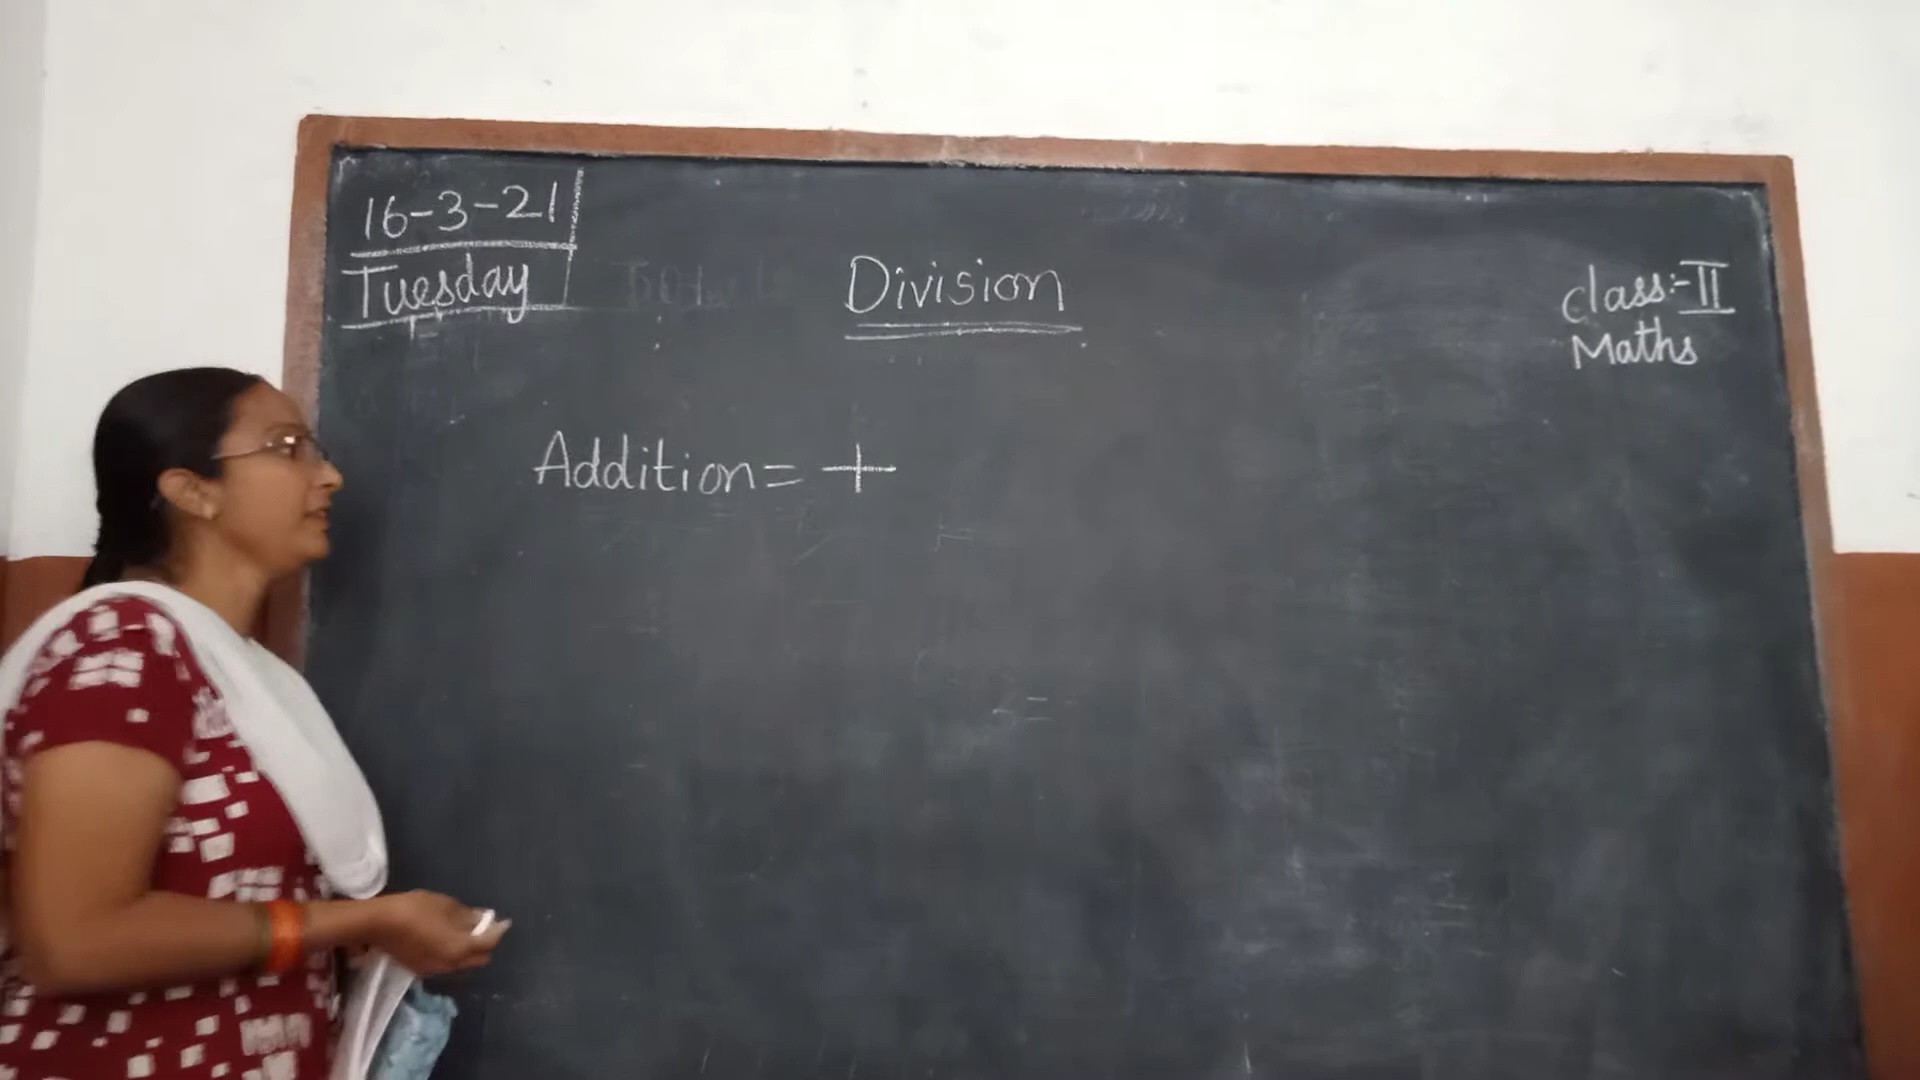 16-3-21
Tuesday
Division
Class:-II
Maths
Addition= +